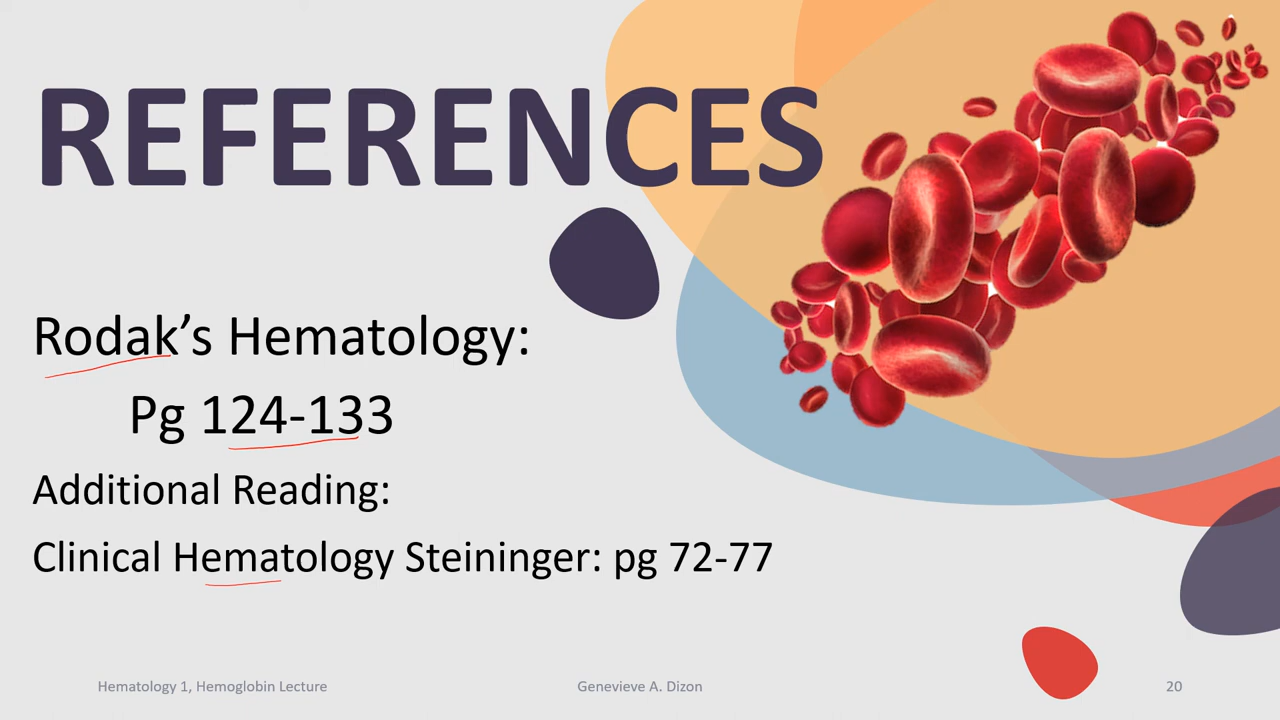 REFERENCES
Rodak’s Hematology:
Pg 124-133
Additional Reading:
Clinical Hematology Steininger: pg 72-77
Hematology 1, Hemoglobin Lecture
Genevieve A. Dizon
20